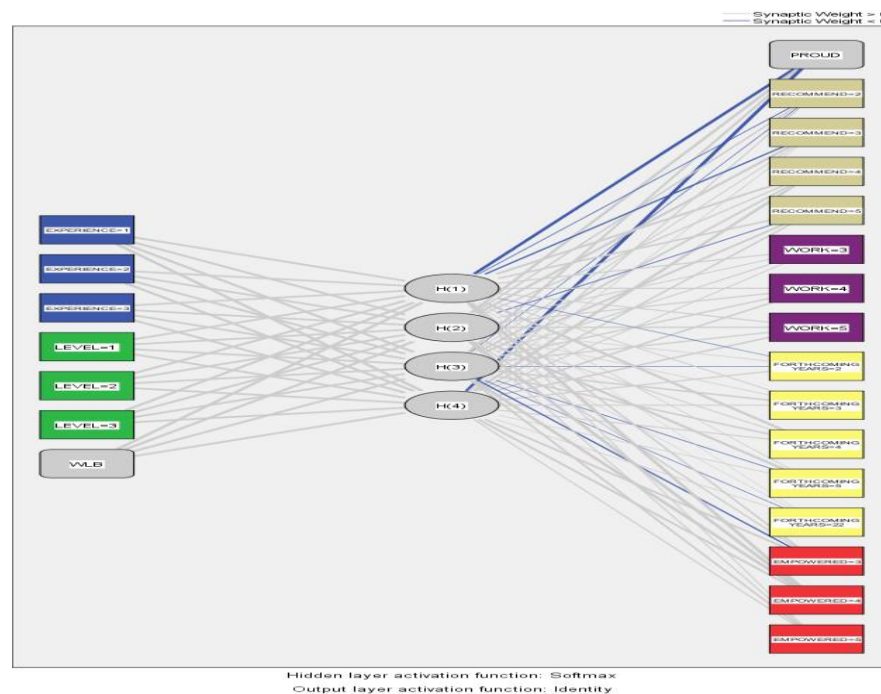 Synaptic Weight >
Synaptic Weight <
PROUD
RECOMMEND=2
RECOMMEND=3
RECOMMEND=4
RECOMMEND=5
EXPERIENCE=1
WORK=3
EXPERIENCE=2
WORK=4
H(1)
EXPERIENCE=3
WORK=5
H(2)
LEVEL=1
FORTHCOMING
YEARS=2
H(3)
LEVEL=2
FORTHCOMING
YEARS=3
H(4)
LEVEL=3
FORTHCOMING
YEARS=4
WLB
FORTHCOMING
YEARS=5
FORTHCOMING
YEARS=22
EMPOWERED=3
EMPOWERED=4
EMPOWERED=5
Hidden layer activation function: Softmax
Output layer activation function: Identity